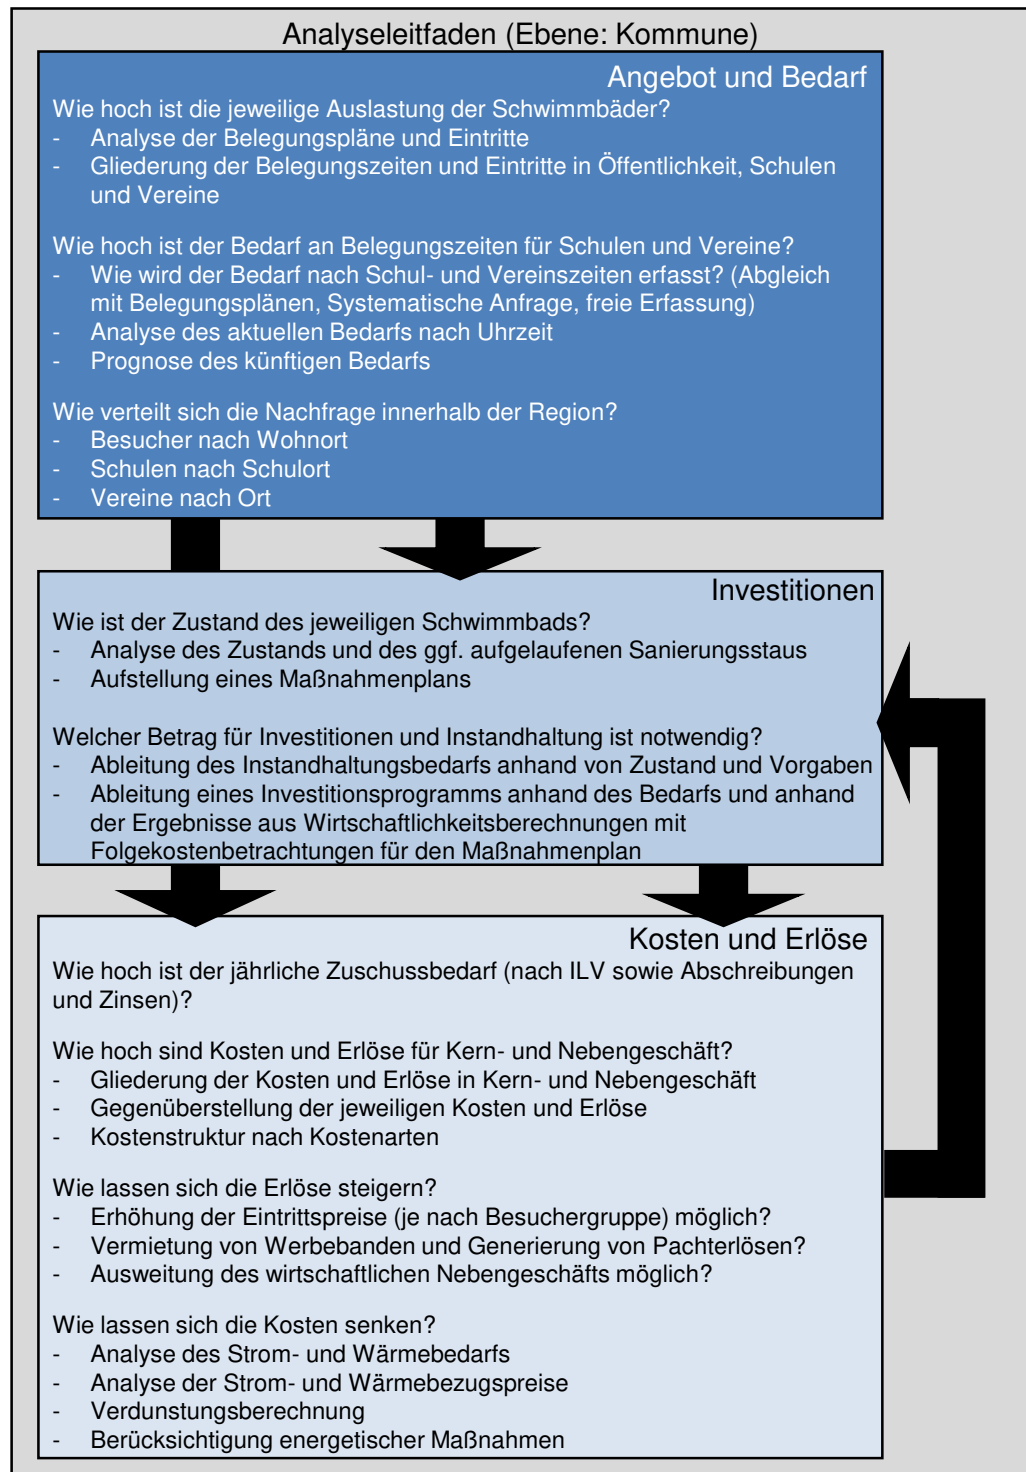 Analyseleitfaden (Ebene: Kommune)
Angebot und Bedarf
Wie hoch ist die jeweilige Auslastung der Schwimmbäder?
- Analyse der Belegungspläne und Eintritte
- Gliederung der Belegungszeiten und Eintritte in Öffentlichkeit, Schulen
und Vereine
Wie hoch ist der Bedarf an Belegungszeiten für Schulen und Vereine?
- Wie wird der Bedarf nach Schul- und Vereinszeiten erfasst? (Abgleich
mit Belegungsplänen, Systematische Anfrage, freie Erfassung)
- Analyse des aktuellen Bedarfs nach Uhrzeit
- Prognose des künftigen Bedarfs
Wie verteilt sich die Nachfrage innerhalb der Region?
- Besucher nach Wohnort
- Schulen nach Schulort
- Vereine nach Ort
Investitionen
Wie ist der Zustand des jeweiligen Schwimmbads?
- Analyse des Zustands und des ggf. aufgelaufenen Sanierungsstaus
- Aufstellung eines Maßnahmenplans
Welcher Betrag für Investitionen und Instandhaltung ist notwendig?
- Ableitung des Instandhaltungsbedarfs anhand von Zustand und Vorgaben
- Ableitung eines Investitionsprogramms anhand des Bedarfs und anhand
der Ergebnisse aus Wirtschaftlichkeitsberechnungen mit
Folgekostenbetrachtungen für den Maßnahmenplan
Kosten und Erlöse
Wie hoch ist der jährliche Zuschussbedarf (nach ILV sowie Abschreibungen
und Zinsen)?
Wie hoch sind Kosten und Erlöse für Kern- und Nebengeschäft?
- Gliederung der Kosten und Erlöse in Kern- und Nebengeschäft
- Gegenüberstellung der jeweiligen Kosten und Erlöse
- Kostenstruktur nach Kostenarten
Wie lassen sich die Erlöse steigern?
- Erhöhung der Eintrittspreise (je nach Besuchergruppe) möglich?
- Vermietung von Werbebanden und Generierung von Pachterlösen?
- Ausweitung des wirtschaftlichen Nebengeschäfts möglich?
Wie lassen sich die Kosten senken?
- Analyse des Strom- und Wärmebedarfs
- Analyse der Strom- und Wärmebezugspreise
- Verdunstungsberechnung
- Berücksichtigung energetischer Maßnahmen